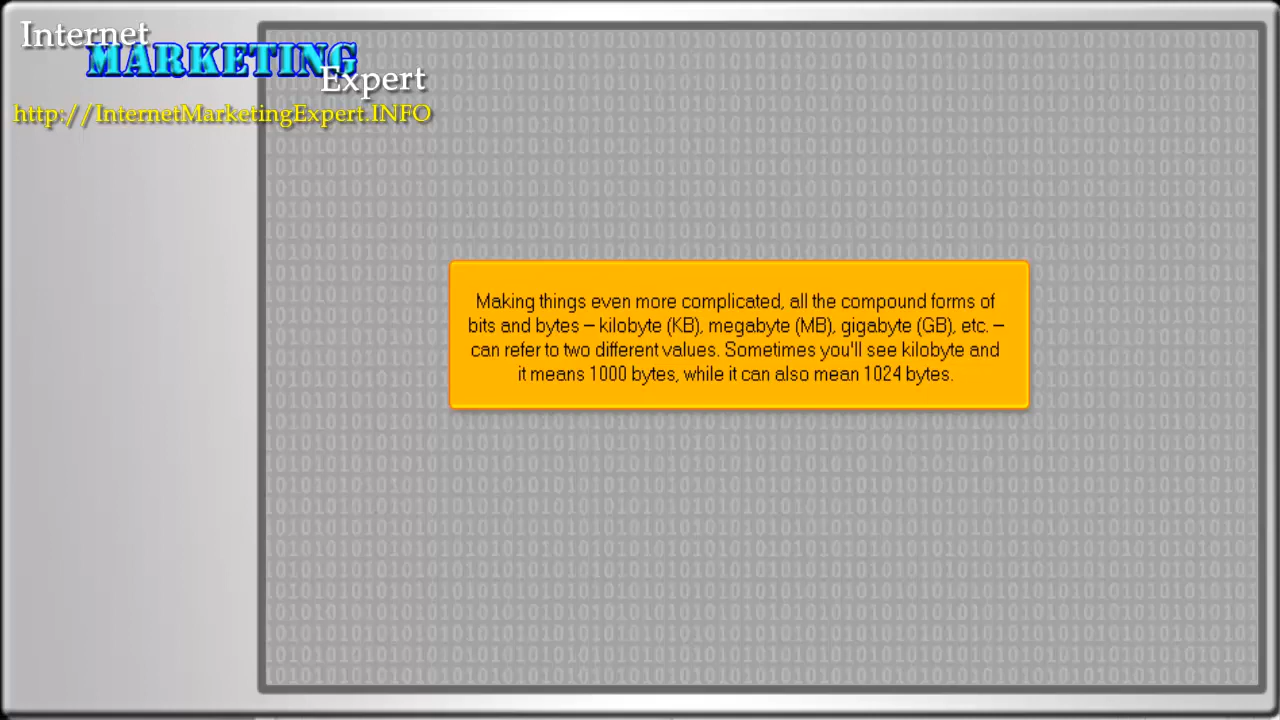 Internet
MARKETING
Expert
http://InternetMarketingExpert.INFO
Making things even more complicated, all the compound forms of
bits and bytes – kilobyte (KB), megabyte (MB), gigabyte (GB), etc. –
can refer to two different values. Sometimes you'll see kilobyte and
it means 1000 bytes, while it can also mean 1024 bytes.